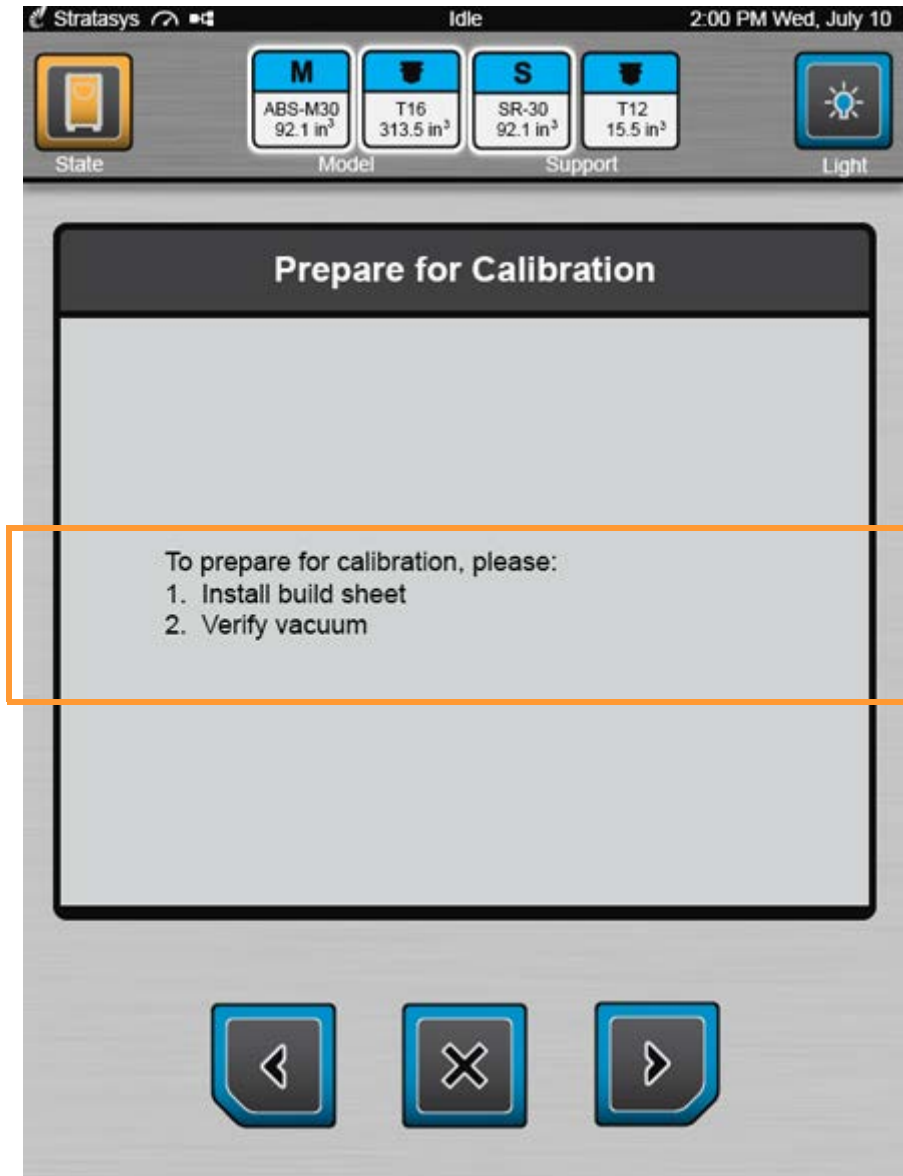 Stratasys
Idle
2:00 PM Wed, July 10
M
S
ABS-M30
92.1 in³
T16
313.5 in³
SR-30
92.1 in³
T12
15.5 in³
State
Model
Support
Light
Prepare for Calibration
To prepare for calibration, please:
1. Install build sheet
2. Verify vacuum